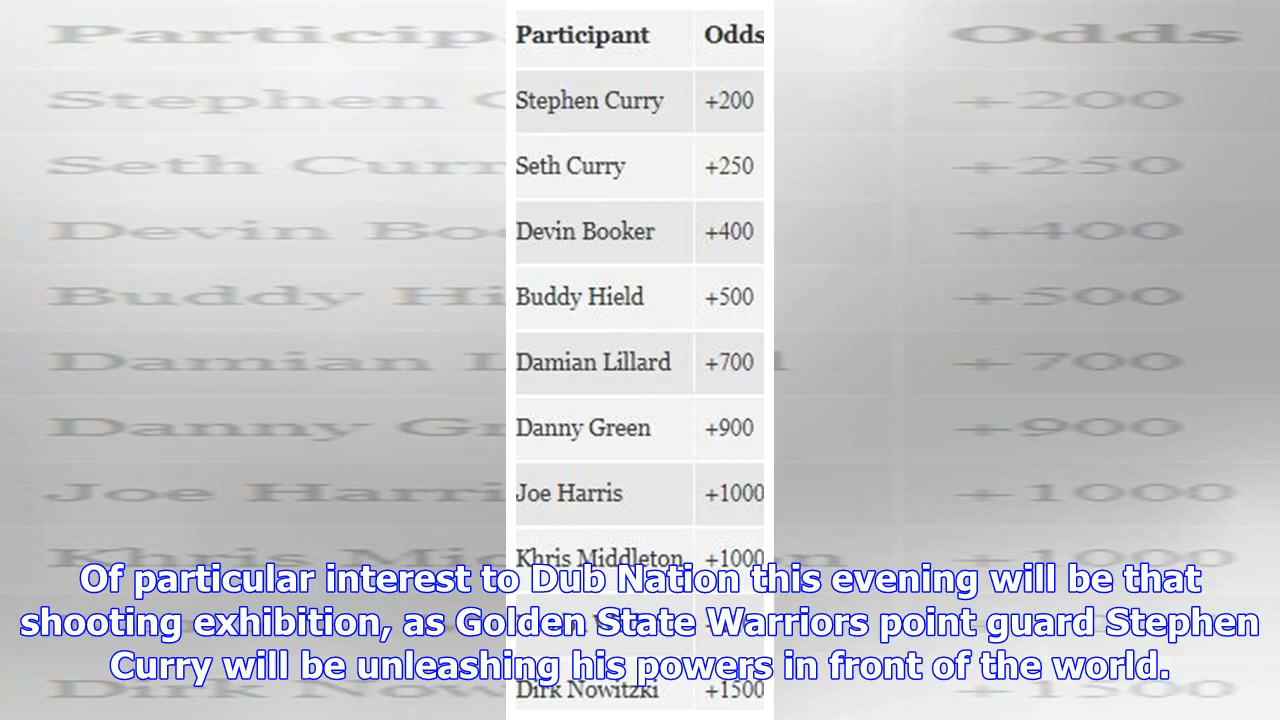 Participant Odds
Stephen Curry +200
Seth Curry +250
Devin Booker +400
Buddy Hield +500
Damian Lillard +700
Danny Green +900
Joe Harris +1000
Khris Middleton +1000
Of particular interest to Dub Nation this evening will be that
shooting exhibition, as Golden State Warriors point guard Stephen
Curry will be unleashing his powers in front of the world.
Dirk Nowitzki +1500